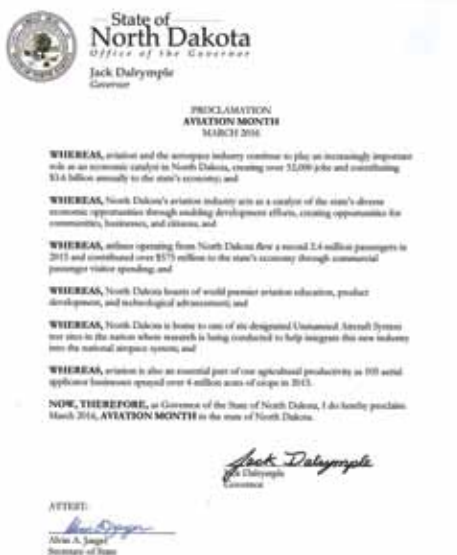 State of
North Dakota
Office of the Governor
Jack Dalrymple
Governor
PROCLAMATION
AVIATION MONTH
MARCH 2016
WHEREAS, aviation and the aerospace industry continue to play an increasingly important
role as an economic catalyst in North Dakota, creating over jobs and contributing
$3.6 billion annually to the state's economy; and
WHEREAS, North Dakota's aviation industry acts as a catalyst of the state's diverse
economic opportunities through enabling development efforts, creating opportunities for
communities, businesses, and citizens; and
WHEREAS, airlines operating from North Dakota flew a record 2.4 million passengers in
2015 and contributed over $575 million to the state's economy through commercial
passenger visitor spending; and
WHEREAS, North Dakota boasts of world premier aviation education, product
development, and technological advancement; and
WHEREAS, North Dakota is home to one of six designated Unmanned Aircraft System
test sites in the nation where research is being conducted to help integrate this new industry
into the national airspace system; and
WHEREAS, aviation is also an essential part of our agricultural productivity as aerial
applicator businesses sprayed over 4 million acres of crops in 2015.
NOW, THEREFORE, as Governor of the State of North Dakota, I do hereby proclaim
March 2016, AVIATION MONTH in the state of North Dakota.
Jack Dalrymple
Jack Dalrymple
Governor
ATTEST:
Alvin A. Jaeger
Secretary of State